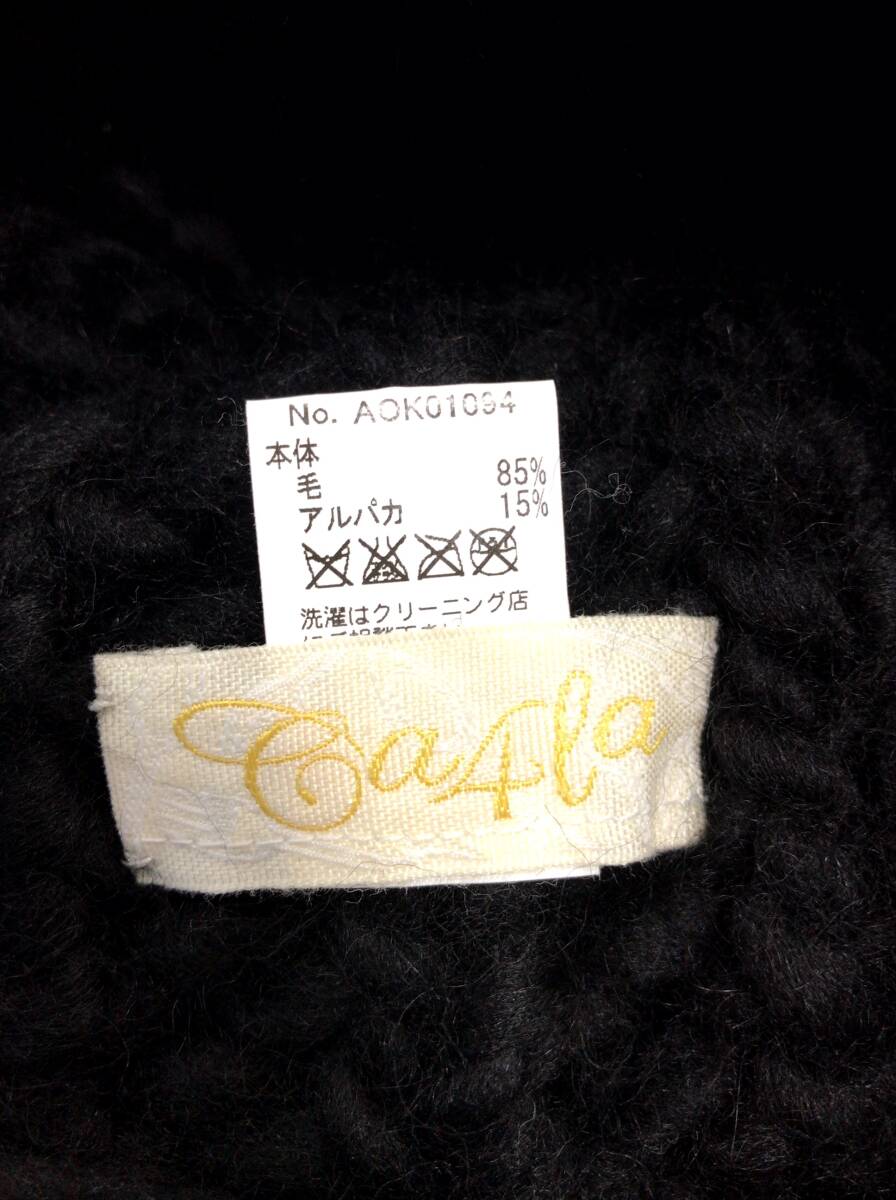 No. AOK01094
本体
毛 85%
アルパカ 15%
洗濯はクリーニング店
Ca4la